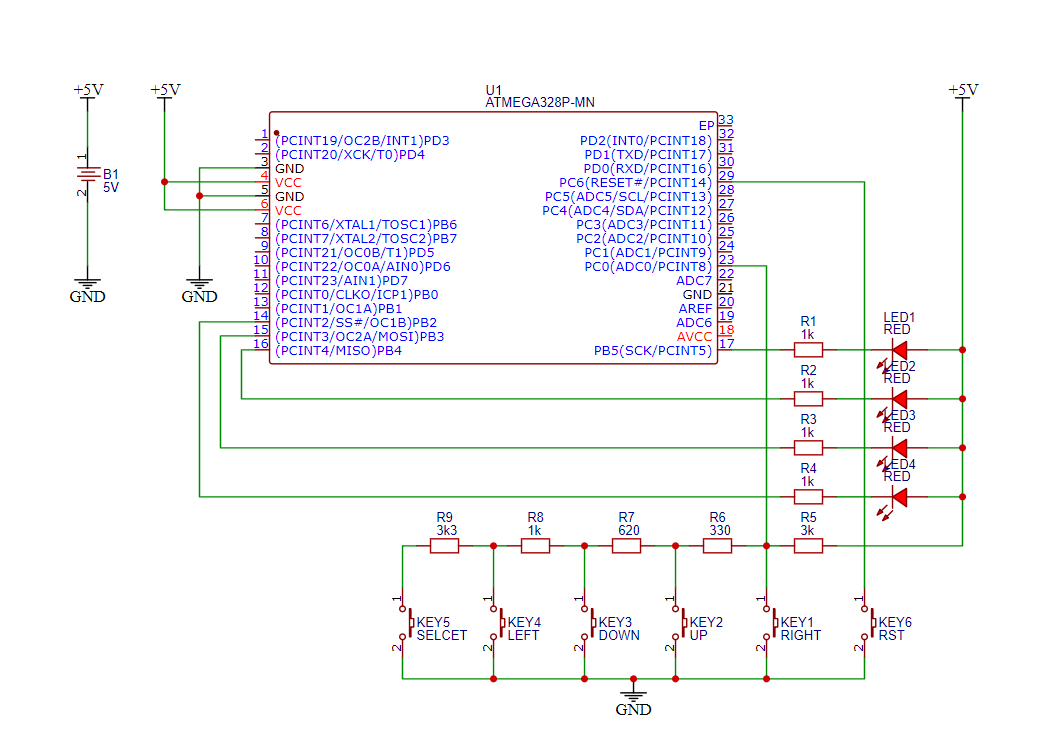 +5V
+5V
+5V
U1
ATMEGA328P-MN
1
2
B1
5V
GND
GND
1 (PCINT19/OC2B/INT1)PD3
2 (PCINT20/XCK/T0)PD4
3 GND
4 VCC
5 GND
6 VCC
7 (PCINT6/XTAL1/TOSC1)PB6
8 (PCINT7/XTAL2/TOSC2)PB7
9 (PCINT21/OC0B/T1)PD5
10 (PCINT22/OC0A/AIN0)PD6
11 (PCINT23/AIN1)PD7
12 (PCINT0/CLKO/ICP1)PB0
13 (PCINT1/OC1A)PB1
14 (PCINT2/SS#/OC1B)PB2
15 (PCINT3/OC2A/MOSI)PB3
16 (PCINT4/MISO)PB4
EP 33
PD2(INT0/PCINT18) 32
PD1(TXD/PCINT17) 31
PD0(RXD/PCINT16) 30
PC6(RESET#/PCINT14) 29
PC5(ADC5/SCL/PCINT13) 28
PC4(ADC4/SDA/PCINT12) 27
PC3(ADC3/PCINT11) 26
PC2(ADC2/PCINT10) 25
PC1(ADC1/PCINT9) 24
PC0(ADC0/PCINT8) 23
ADC7 22
GND 21
AREF 20
ADC6 19
AVCC 18
PB5(SCK/PCINT5) 17
R1
1k
LED1
RED
R2
1k
LED2
RED
R3
1k
LED3
RED
R4
1k
LED4
RED
R9
3k3
R8
1k
R7
620
R6
330
R5
3k
1
2
KEY5
SELCET
1
2
KEY4
LEFT
1
2
KEY3
DOWN
1
2
KEY2
UP
1
2
KEY1
RIGHT
1
2
KEY6
RST
GND